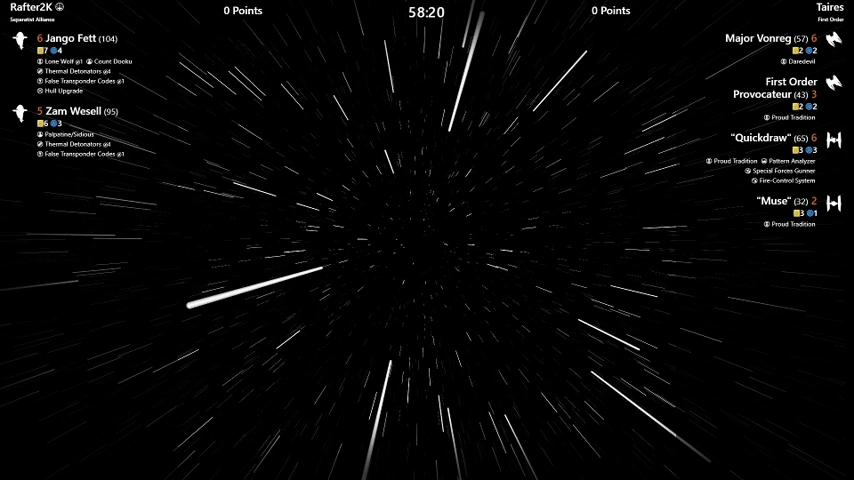 Rafter2K
Separatist Alliance
0 Points
58:20
0 Points
Taires
First Order
6 Jango Fett (104)
7 4
Lone Wolf 1 Count Dooku
Thermal Detonators 4
False Transponder Codes 1
Hull Upgrade
5 Zam Wesell (95)
6 3
Palpatine/Sidious
Thermal Detonators 4
False Transponder Codes 1
Major Vonreg (57) 6
2 2
Daredevil
First Order
Provocateur (43) 3
2 2
Proud Tradition
"Quickdraw" (65) 6
3 3
Proud Tradition Pattern Analyzer
Special Forces Gunner
Fire-Control System
"Muse" (32) 2
3 1
Proud Tradition